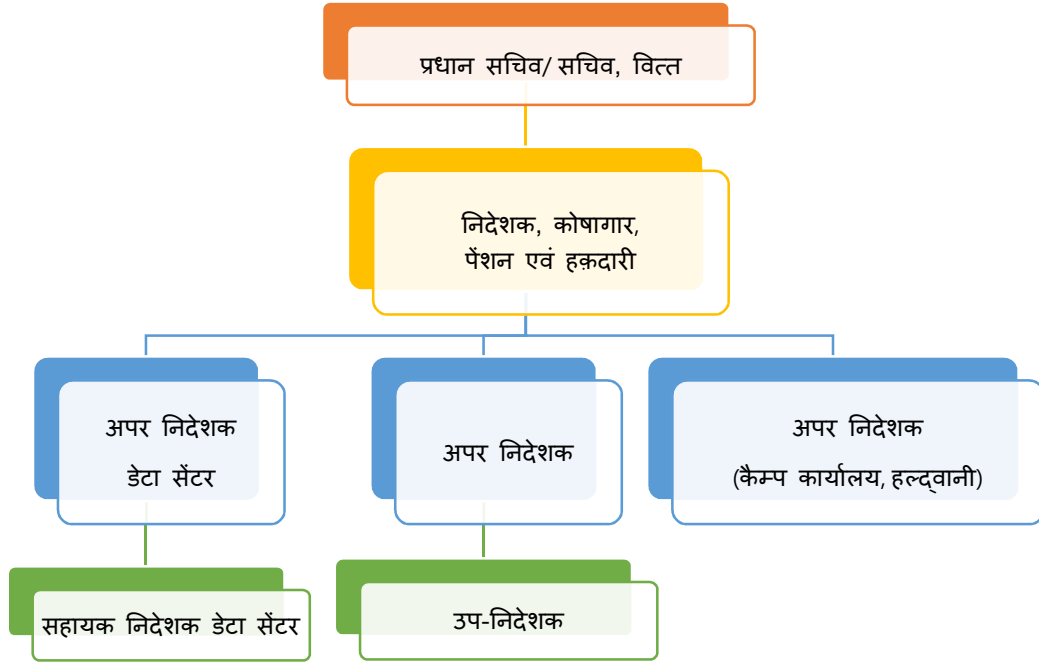 प्रधान सचिव/ सचिव, वित्त
निदेशक, कोषागार,
पेंशन एवं हक़दारी
अपर निदेशक
डेटा सेंटर
अपर निदेशक
अपर निदेशक
(कैम्प कार्यालय, हल्द्वानी)
सहायक निदेशक डेटा सेंटर
उप-निदेशक